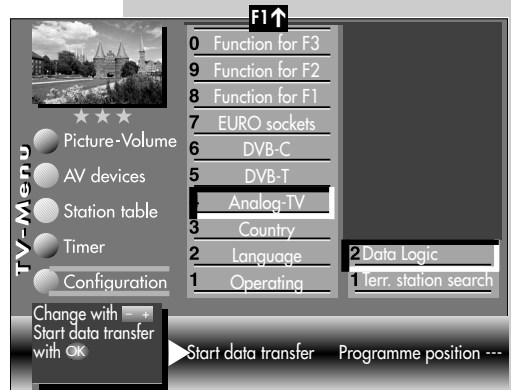 F1↑
0 Function for F3
9 Function for F2
8 Function for F1
7 EURO sockets
6 DVB-C
5 DVB-T
Analog-TV
3 Country
2 Language
1 Operating
TV-Menu
★★★
Picture-Volume
AV devices
Station table
Timer
Configuration
2 Data Logic
1 Terr. station search
Change with - +
Start data transfer
with OK
Start data transfer Programme position ---